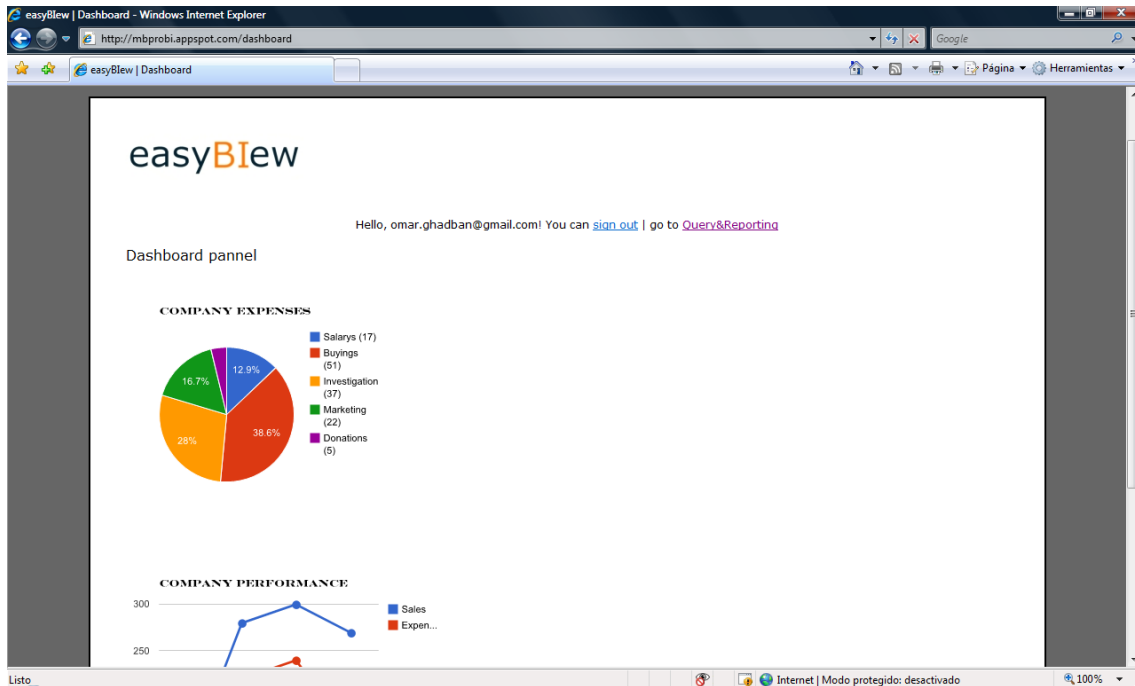 easyBIew | Dashboard - Windows Internet Explorer
http://mbprobi.appspot.com/dashboard
Google
easyBIew | Dashboard
Página
Herramientas
easyBIew
Hello, omar.ghadban@gmail.com! You can sign out | go to Query&Reporting
Dashboard pannel
COMPANY EXPENSES
Salarys (17)
Buyings
(51)
Investigation
(37)
Marketing
(22)
Donations
(5)
12.9%
16.7%
38.6%
28%
COMPANY PERFORMANCE
300
Sales
Expen...
250
Listo
Internet | Modo protegido: desactivado
100%